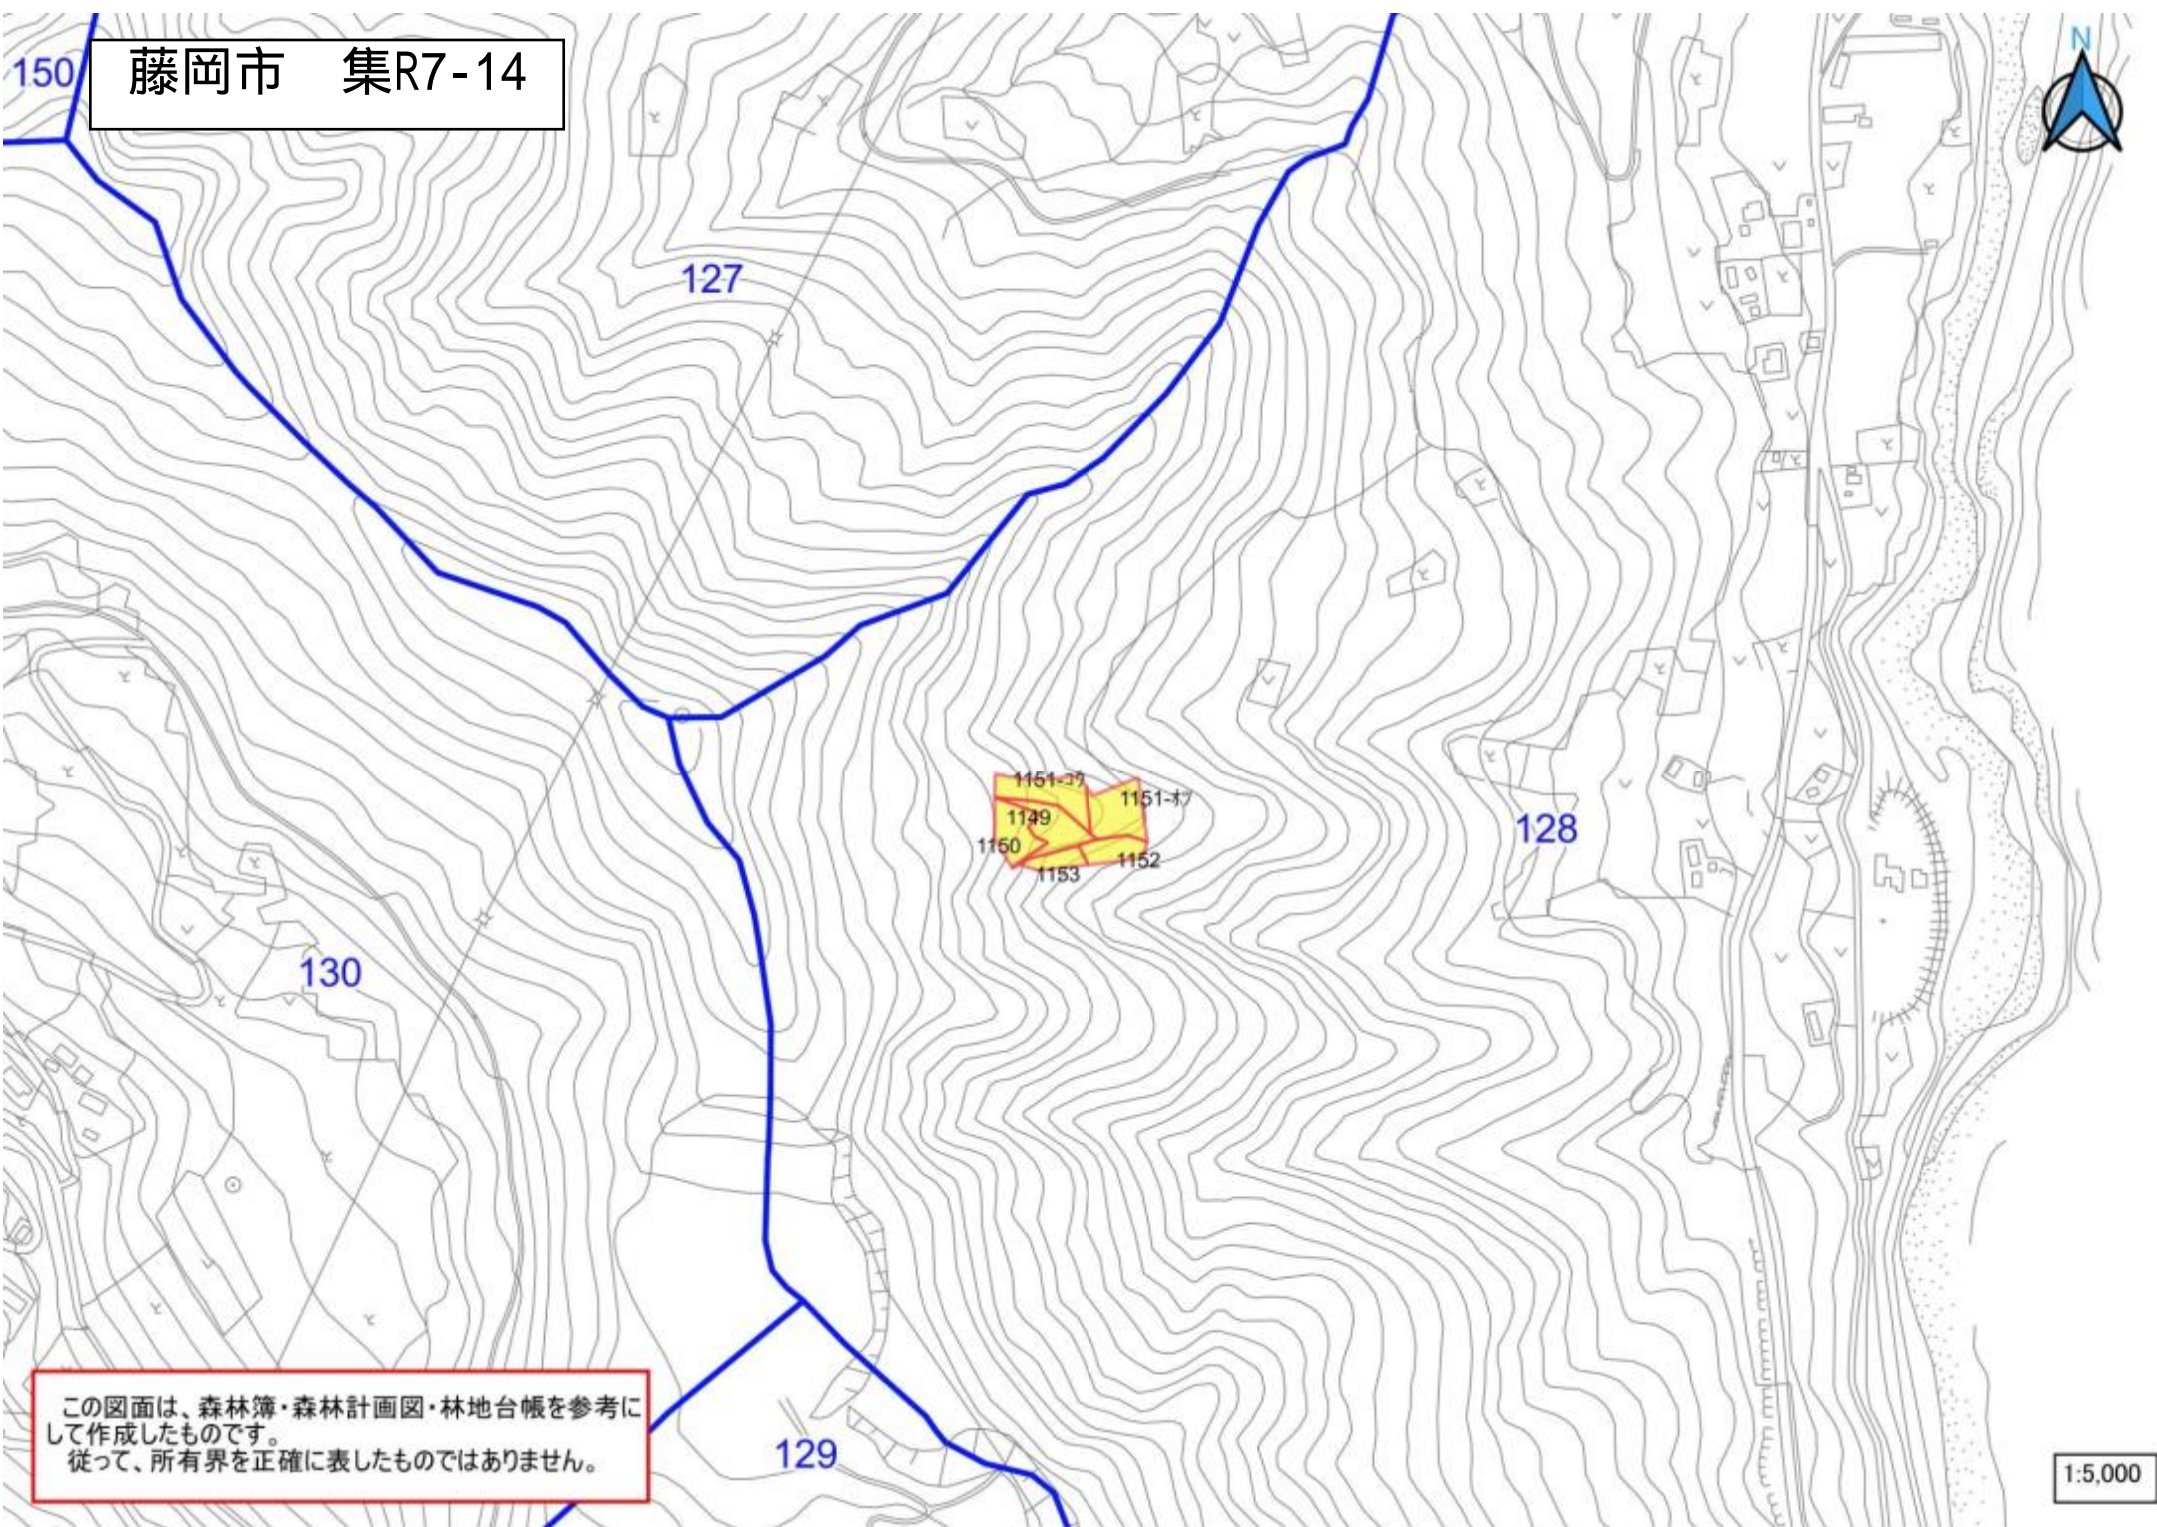 藤岡市　集R7-14
150
N
127
1151-コウ
1151-オツ
1149
1150
1152
1153
128
130
この図面は、森林簿・森林計画図・林地台帳を参考に
して作成したものです。
従って、所有界を正確に表したものではありません。
129
1:5,000